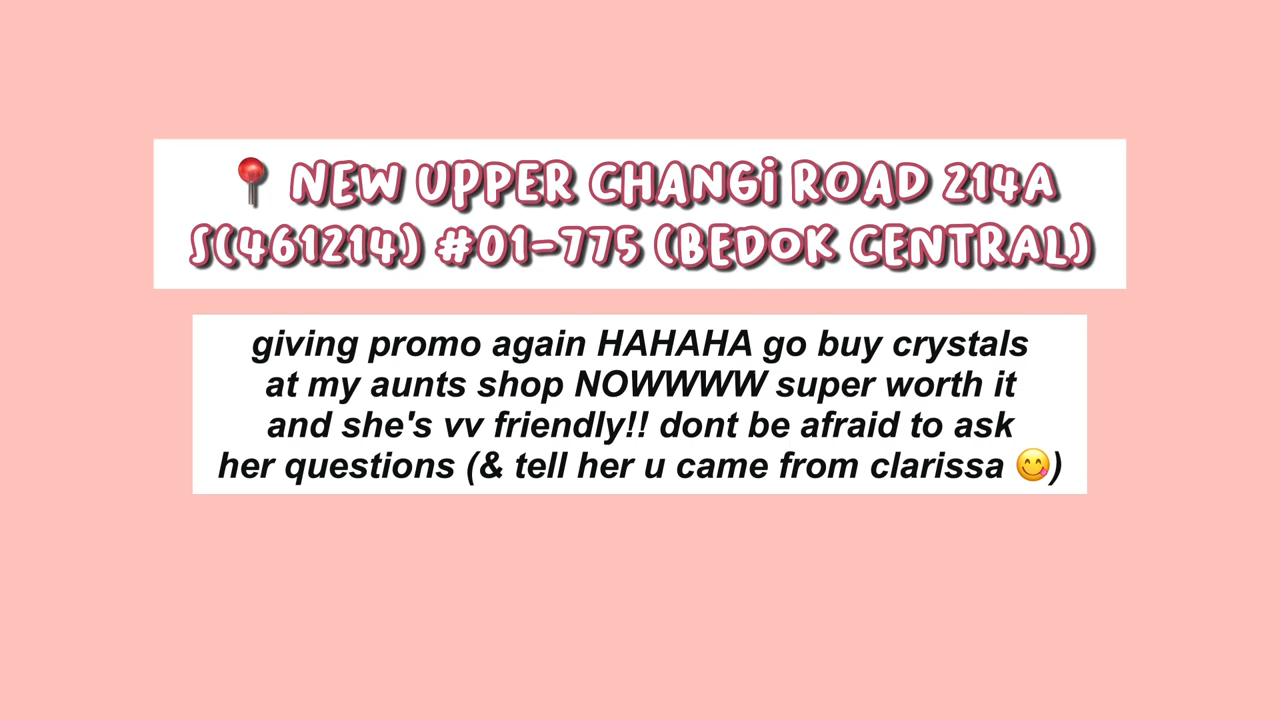 📍 NEW UPPER CHANGi ROAD 214A
S(461214) #01-775 (BEDOK CENTRAL)
giving promo again HAHAHA go buy crystals
at my aunts shop NOWWWW super worth it
and she's vv friendly!! dont be afraid to ask
her questions (& tell her u came from clarissa 😋)